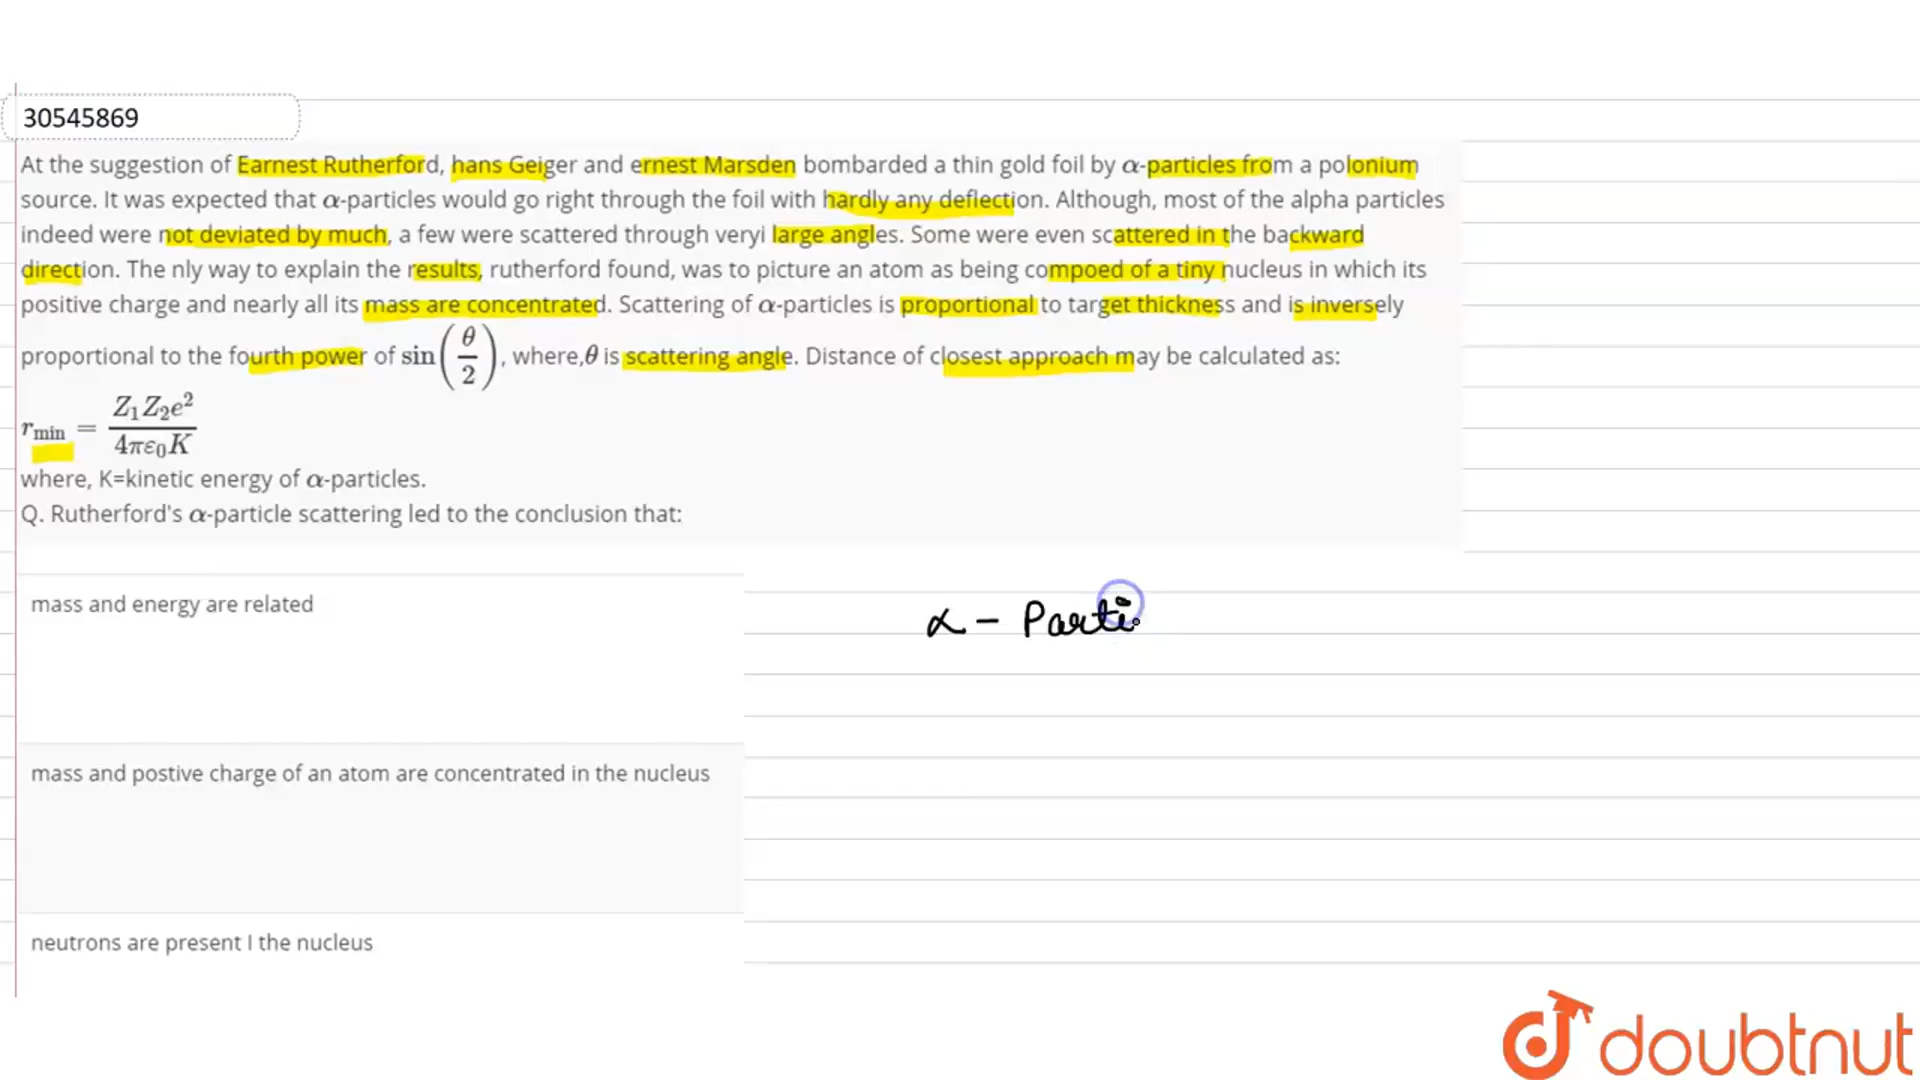 30545869
At the suggestion of Earnest Rutherford, hans Geiger and ernest Marsden bombarded a thin gold foil by α-particles from a polonium
source. It was expected that α-particles would go right through the foil with hardly any deflection. Although, most of the alpha particles
indeed were not deviated by much, a few were scattered through veryi large angles. Some were even scattered in the backward
direction. The nly way to explain the results, rutherford found, was to picture an atom as being compoed of a tiny nucleus in which its
positive charge and nearly all its mass are concentrated. Scattering of α-particles is proportional to target thickness and is inversely
proportional to the fourth power of sin(θ/2), where,θ is scattering angle. Distance of closest approach may be calculated as:
r_min = Z₁Z₂e² / 4πε₀K
where, K=kinetic energy of α-particles.
Q. Rutherford's α-particle scattering led to the conclusion that:
mass and energy are related
α - Parti
mass and postive charge of an atom are concentrated in the nucleus
neutrons are present I the nucleus
doubtnut